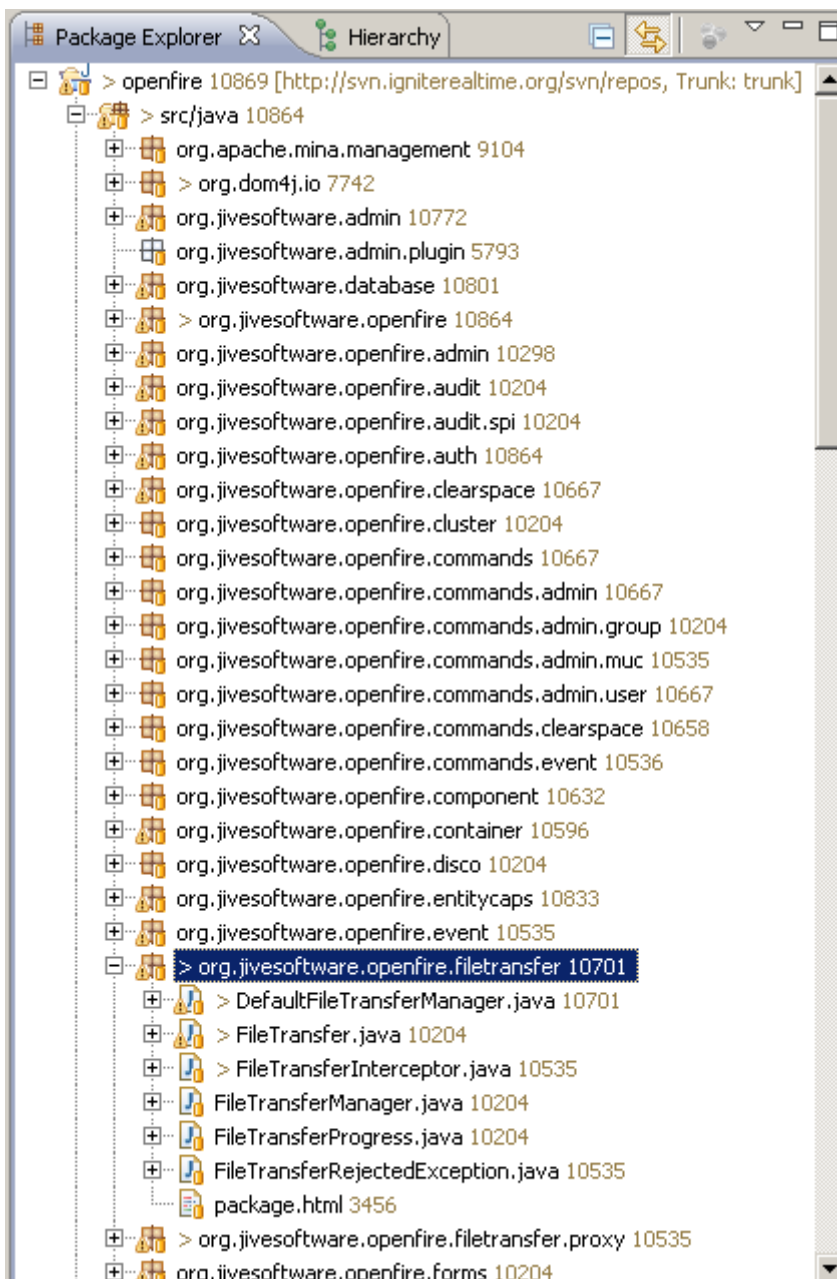 Package Explorer Hierarchy
> openfire 10869 [http://svn.igniterealtime.org/svn/repos, Trunk: trunk]
> src/java 10864
org.apache.mina.management 9104
> org.dom4j.io 7742
org.jivesoftware.admin 10772
org.jivesoftware.admin.plugin 5793
org.jivesoftware.database 10801
> org.jivesoftware.openfire 10864
org.jivesoftware.openfire.admin 10298
org.jivesoftware.openfire.audit 10204
org.jivesoftware.openfire.audit.spi 10204
org.jivesoftware.openfire.auth 10864
org.jivesoftware.openfire.clearspace 10667
org.jivesoftware.openfire.cluster 10204
org.jivesoftware.openfire.commands 10667
org.jivesoftware.openfire.commands.admin 10667
org.jivesoftware.openfire.commands.admin.group 10204
org.jivesoftware.openfire.commands.admin.muc 10535
org.jivesoftware.openfire.commands.admin.user 10667
org.jivesoftware.openfire.commands.clearspace 10658
org.jivesoftware.openfire.commands.event 10536
org.jivesoftware.openfire.component 10632
org.jivesoftware.openfire.container 10596
org.jivesoftware.openfire.disco 10204
org.jivesoftware.openfire.entitycaps 10833
org.jivesoftware.openfire.event 10535
> org.jivesoftware.openfire.filetransfer 10701
> DefaultFileTransferManager.java 10701
> FileTransfer.java 10204
> FileTransferInterceptor.java 10535
FileTransferManager.java 10204
FileTransferProgress.java 10204
FileTransferRejectedException.java 10535
package.html 3456
> org.jivesoftware.openfire.filetransfer.proxy 10535
org.jivesoftware.openfire.forms 10204